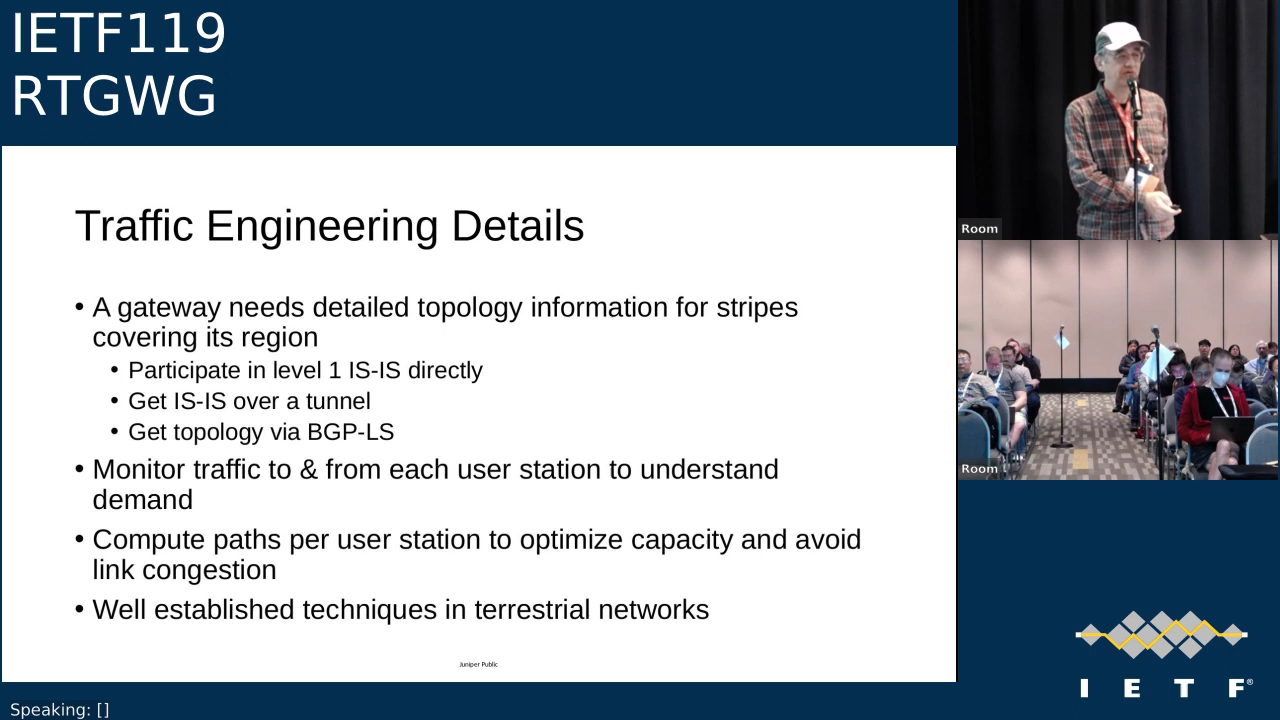 IETF119
RTGWG
Traffic Engineering Details
• A gateway needs detailed topology information for stripes
covering its region
• Participate in level 1 IS-IS directly
• Get IS-IS over a tunnel
• Get topology via BGP-LS
• Monitor traffic to & from each user station to understand
demand
• Compute paths per user station to optimize capacity and avoid
link congestion
• Well established techniques in terrestrial networks
Juniper Public
Room
Room
I E T F®
Speaking: []